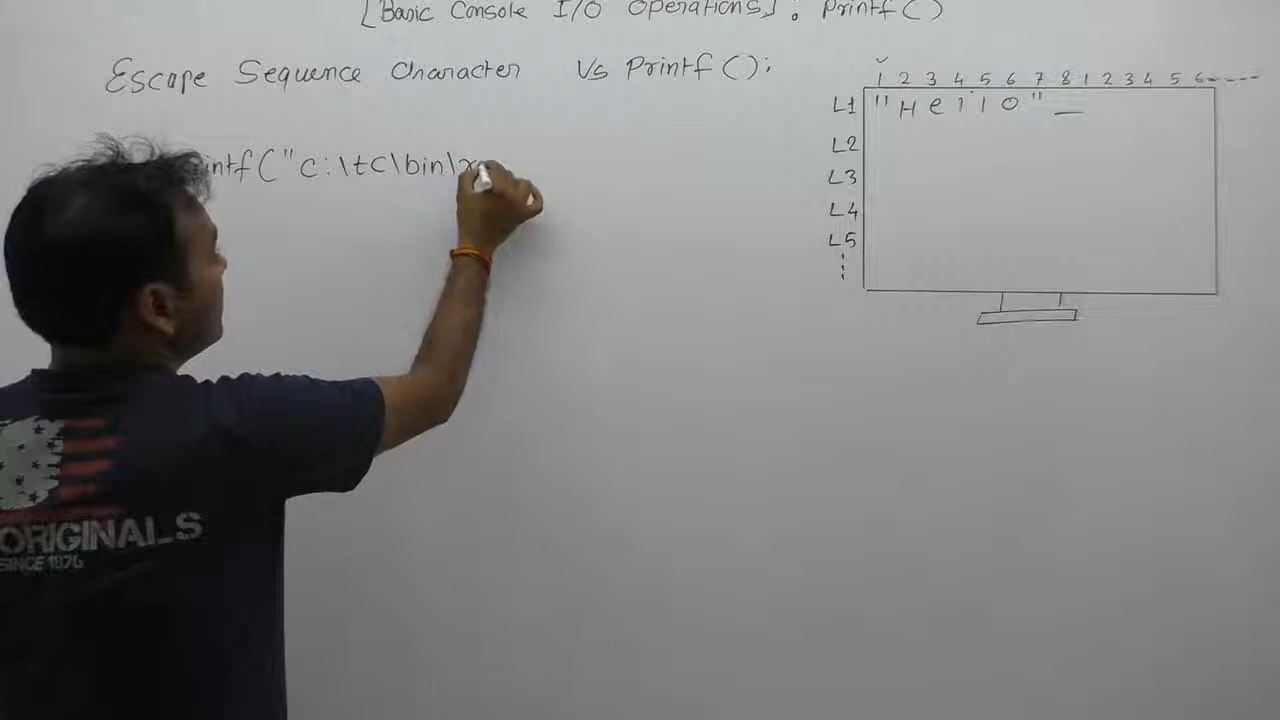 [Basic Console I/O Operations] : Printf()
Escape Sequence Character Vs Printf():
1 2 3 4 5 6 7 8 1 2 3 4 5 6----
L1 "Hello" _
L2
L3
L4
L5
intf("c:\tc\bin\
ORIGINALS
SINCE 1876